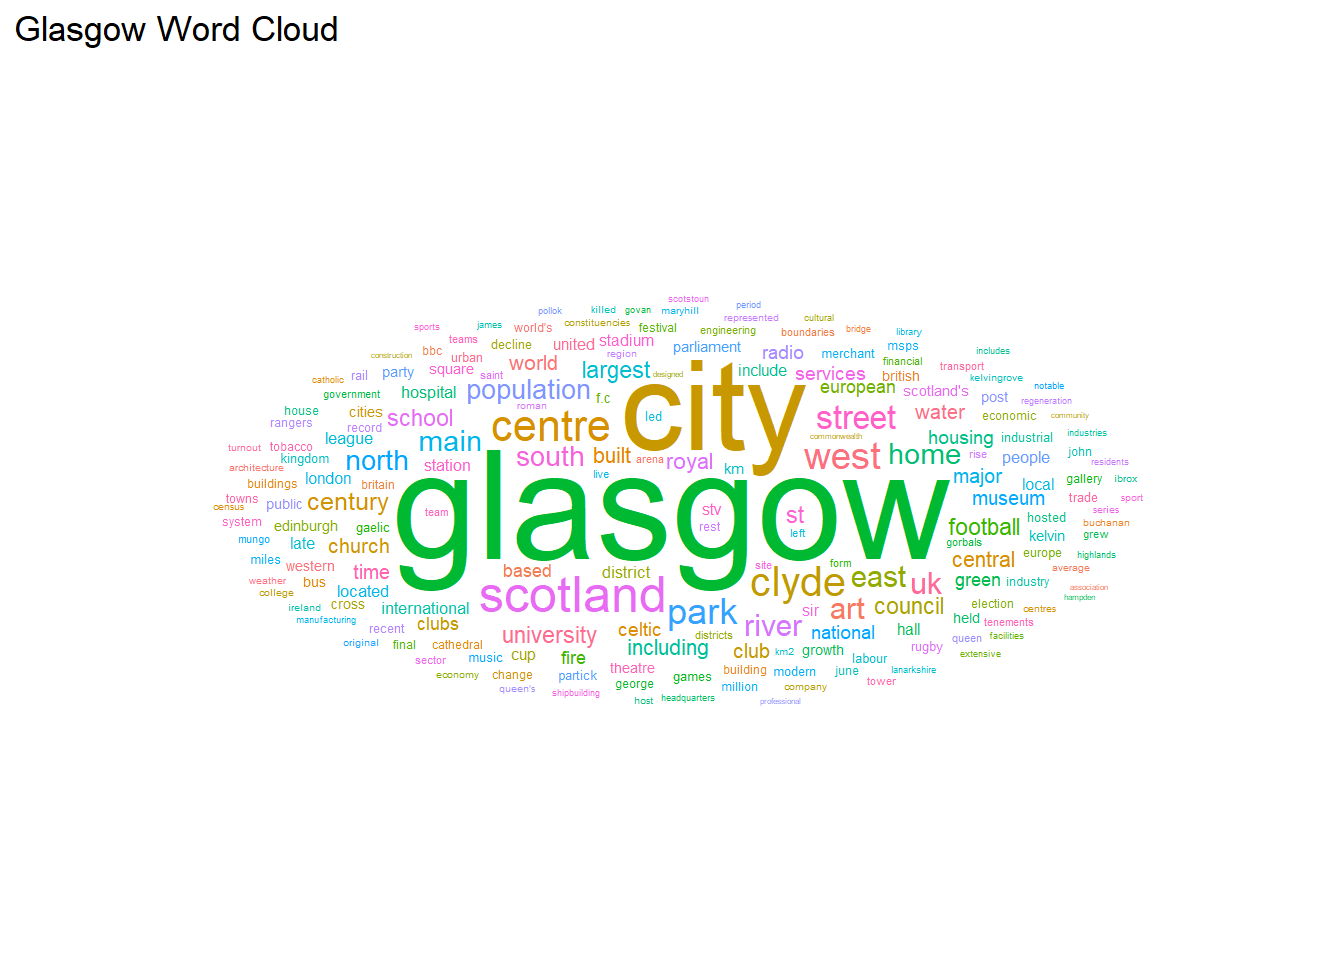 Glasgow Word Cloud
scotstoun
pollok killed govan maryhill period
sports james world's constituencies festival represented engineering cultural boundaries bridge library
teams decline united stadium region parliament radio merchant msps includes
construction bbc urban world largest designed include services british financial transport kelvingrove
catholic rail party square saint population f.c city european scotland's post notable regeneration
government hospital
house cities school roman centre led street water economic community
rangers record
league main commonwealth housing industrial industries
turnout tobacco north south built arena royal km west home rise people john residents
kingdom station
architecture london live major local gallery ibrox
buildings britain
towns century glasgow museum trade sport
census public team stv st series
system edinburgh gaelic rest football hosted buchanan
mungo late church left gorbals kelvin grew
miles western time based district site form central europe highlands
weather bus clyde east uk green industry average
college located scotland association
ireland cross international park sir art council election centres hampden
manufacturing clubs held tenements
recent university celtic districts river national hall queen facilities
original final cathedral including club km2 growth rugby extensive
sector music cup fire labour
economy change partick theatre games building modern june lanarkshire
queen's shipbuilding george million company tower
host headquarters professional